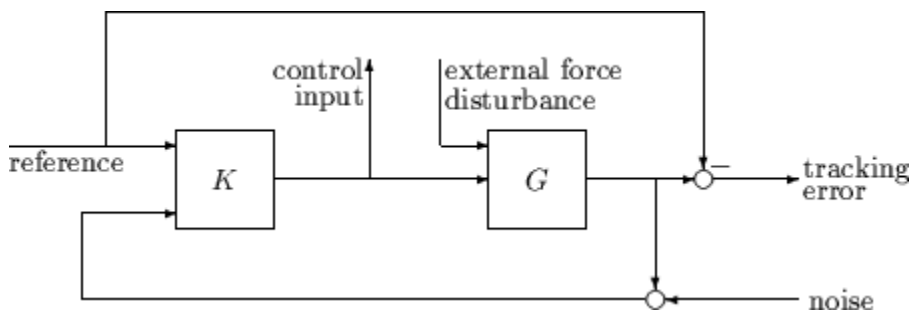 control
input
external force
disturbance
reference
K
G
−
tracking
error
noise